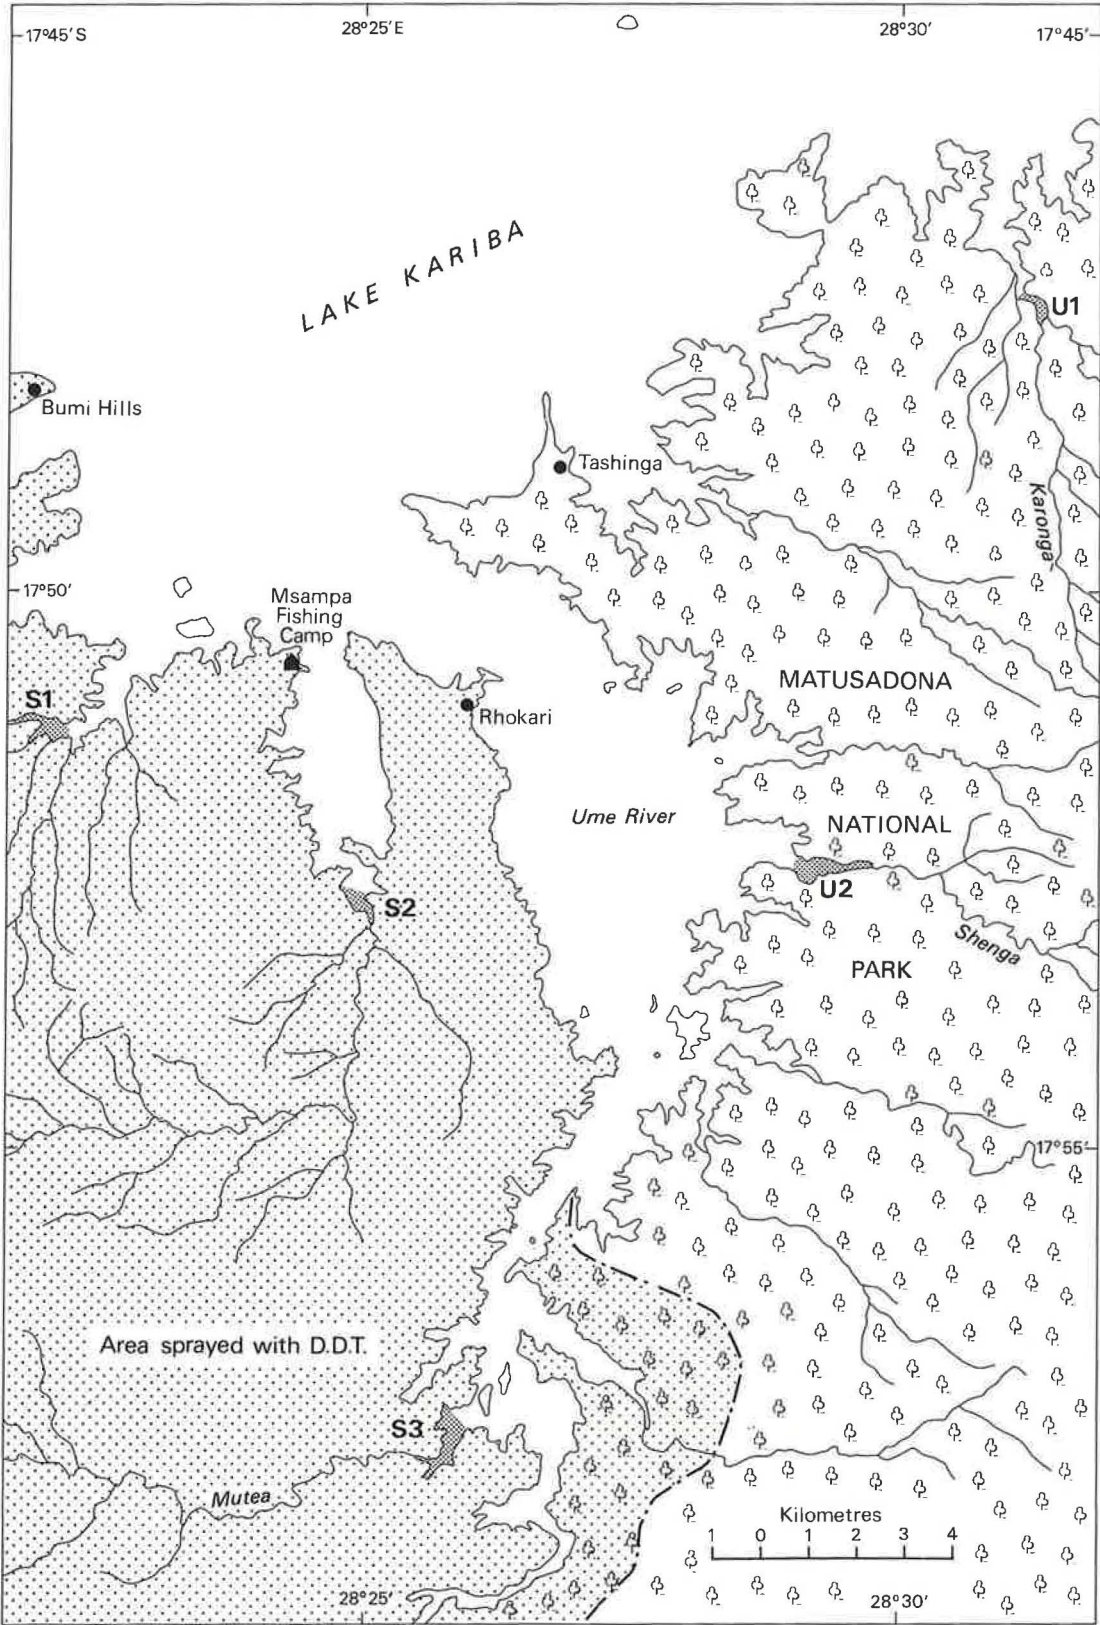 17°45′S
28°25′E
28°30′
17°45′
LAKE KARIBA
U1
Bumi Hills
Tashinga
Karonga
17°50′
Msampa
Fishing
Camp
S1
Rhokari
MATUSADONA
Ume River
NATIONAL
U2
S2
Shenga
PARK
17°55′
Area sprayed with D.D.T.
S3
Mutea
Kilometres
1 0 1 2 3 4
28°25′
28°30′